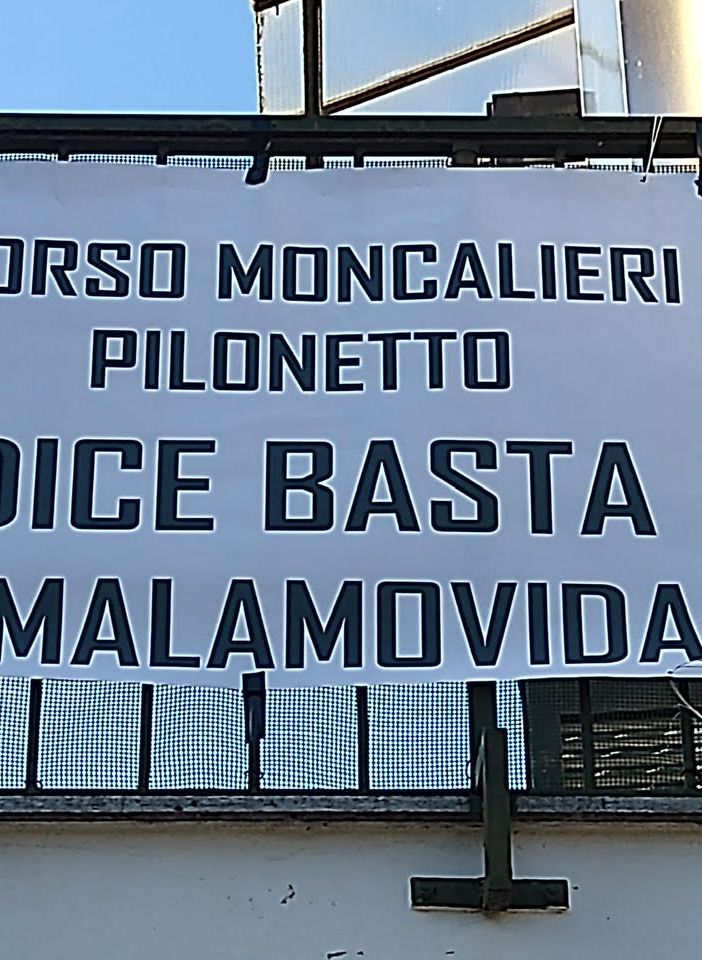 ORSO MONCALIERI
PILONETTO
DICE BASTA
MALAMOVIDA